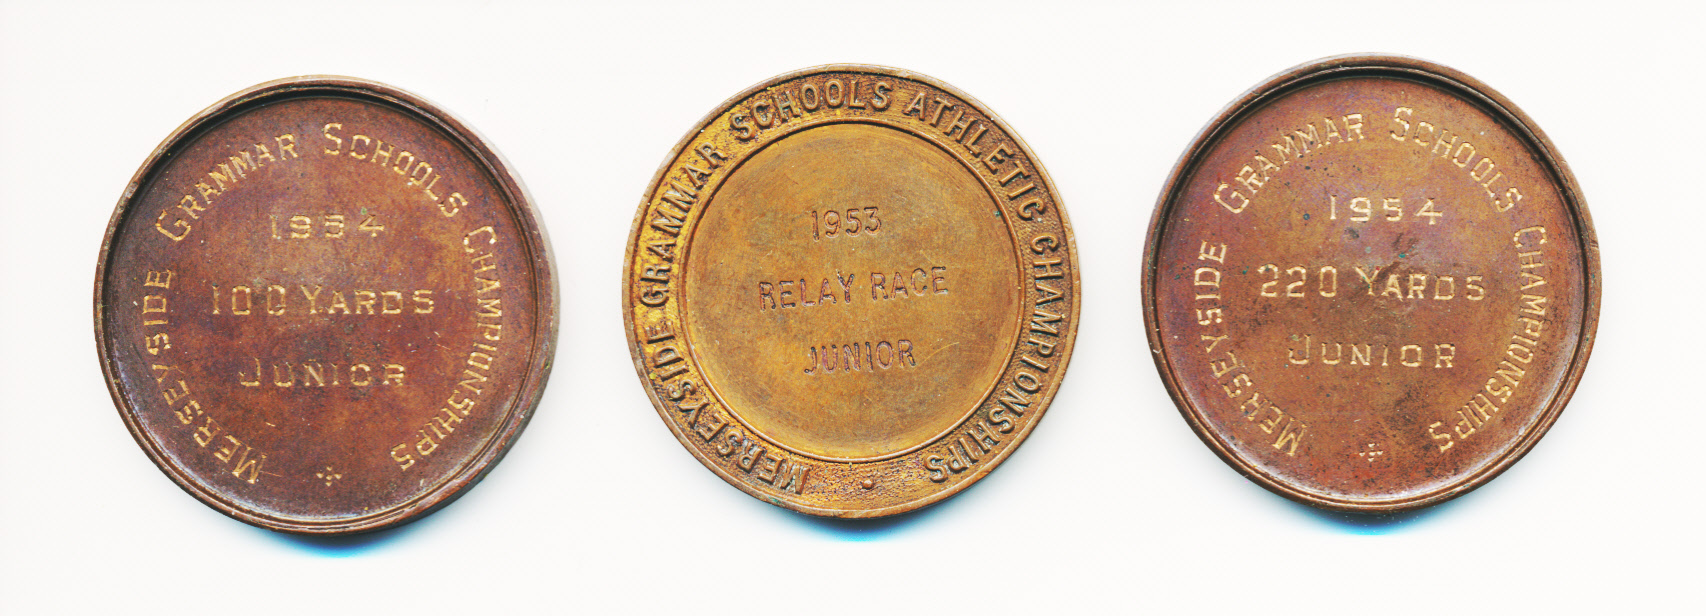 MERSEYSIDE GRAMMAR SCHOOLS CHAMPIONSHIPS
1954
100 YARDS
JUNIOR
MERSEYSIDE GRAMMAR SCHOOLS ATHLETIC CHAMPIONSHIPS
1953
RELAY RACE
JUNIOR
MERSEYSIDE GRAMMAR SCHOOLS CHAMPIONSHIPS
1954
220 YARDS
JUNIOR